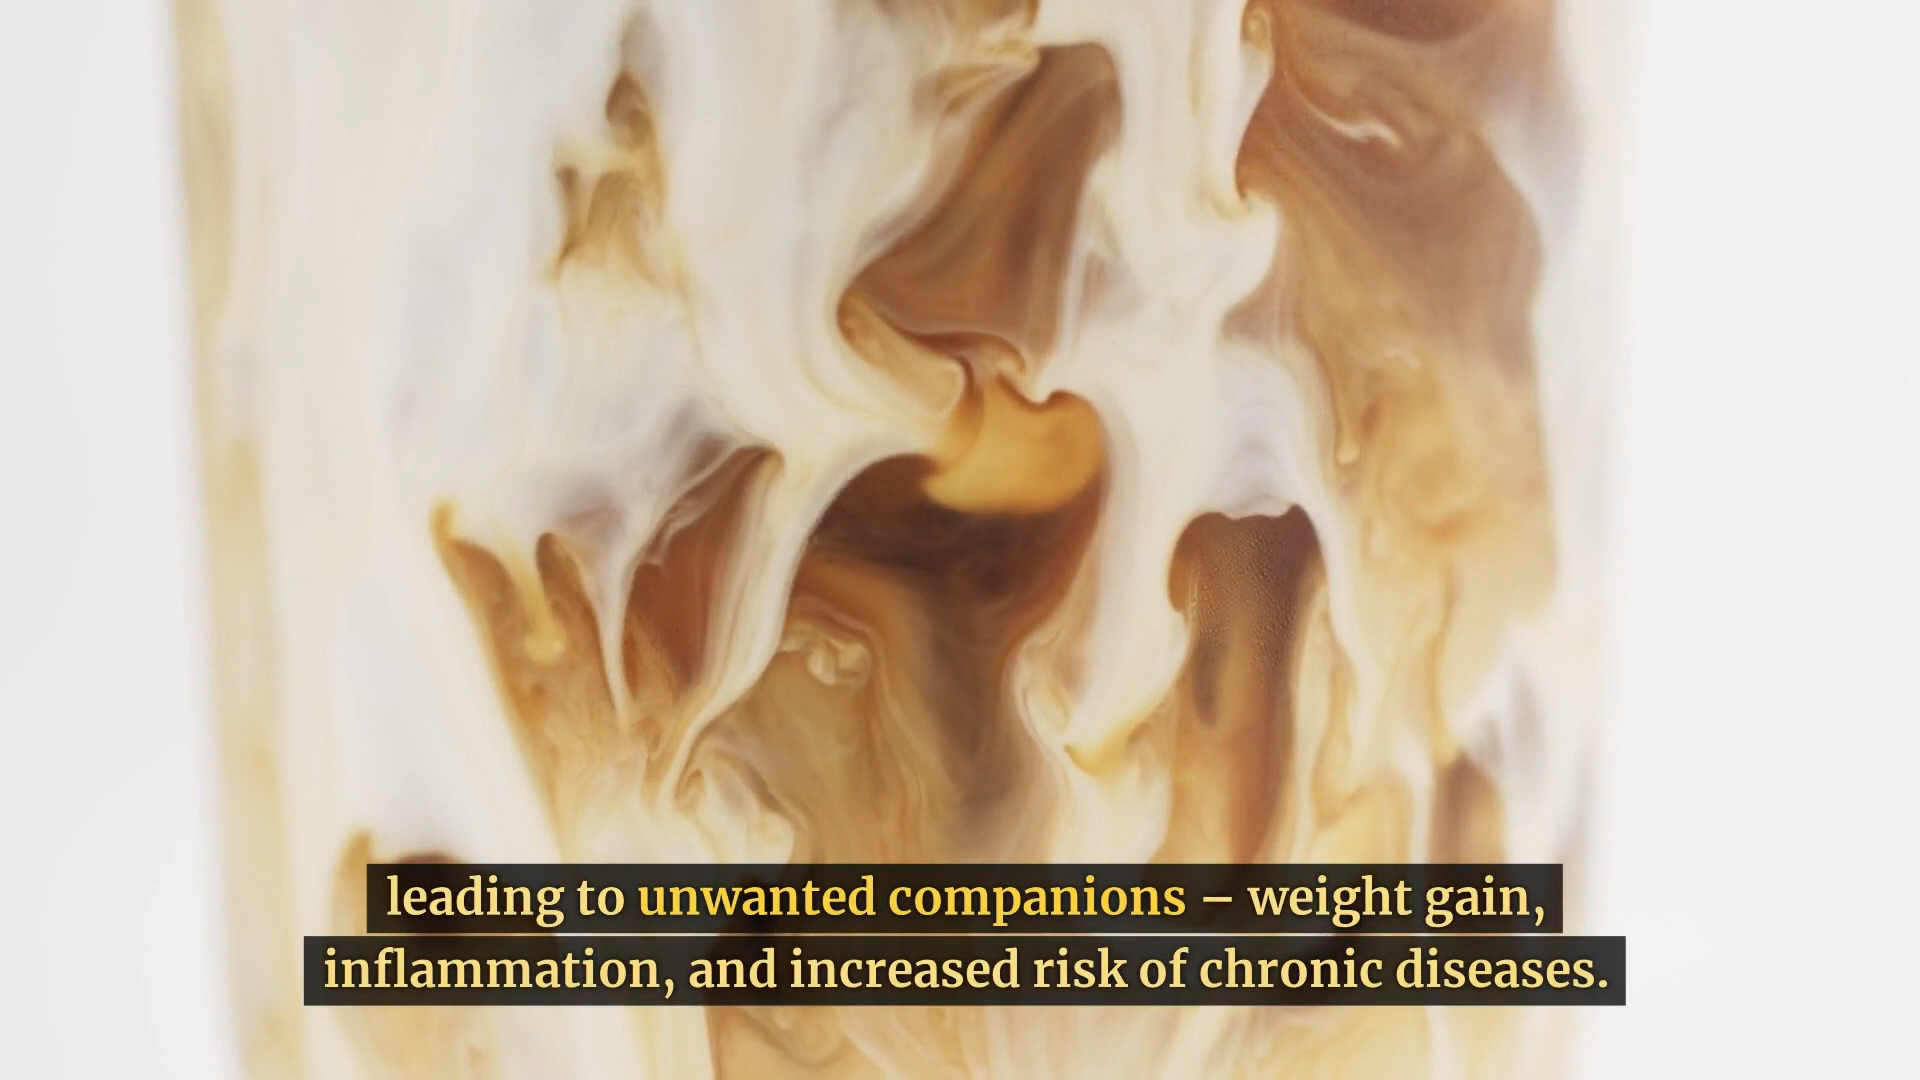 leading to unwanted companions – weight gain,
inflammation, and increased risk of chronic diseases.